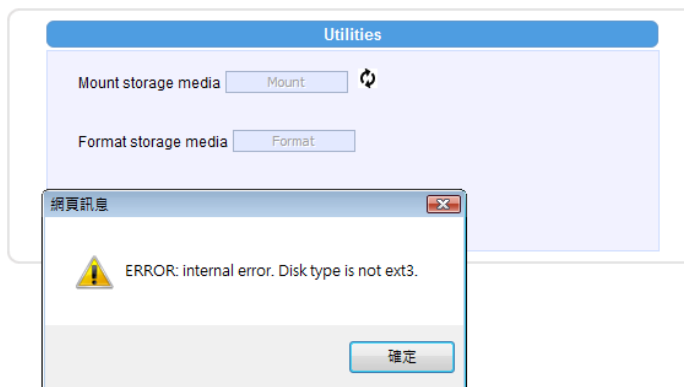 Utilities
Mount storage media Mount
Format storage media Format
網頁訊息
ERROR: internal error. Disk type is not ext3.
確定